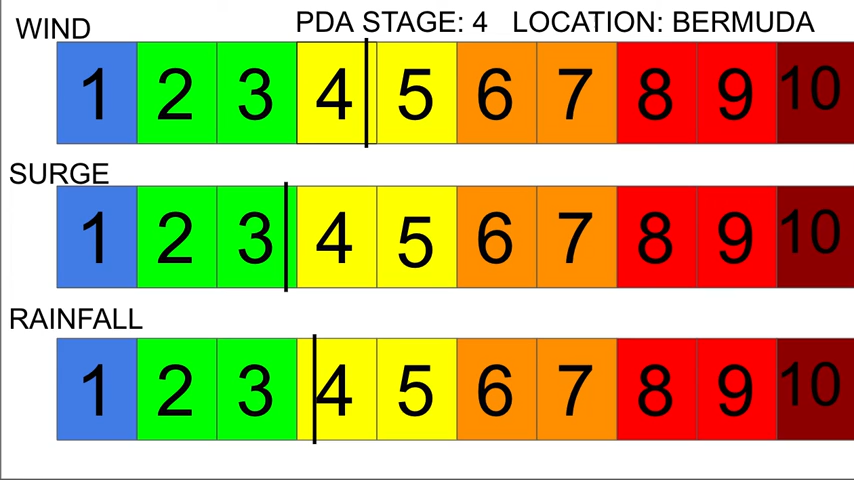 WIND PDA STAGE: 4 LOCATION: BERMUDA
1 2 3 4 5 6 7 8 9 10
SURGE
1 2 3 4 5 6 7 8 9 10
RAINFALL
1 2 3 4 5 6 7 8 9 10